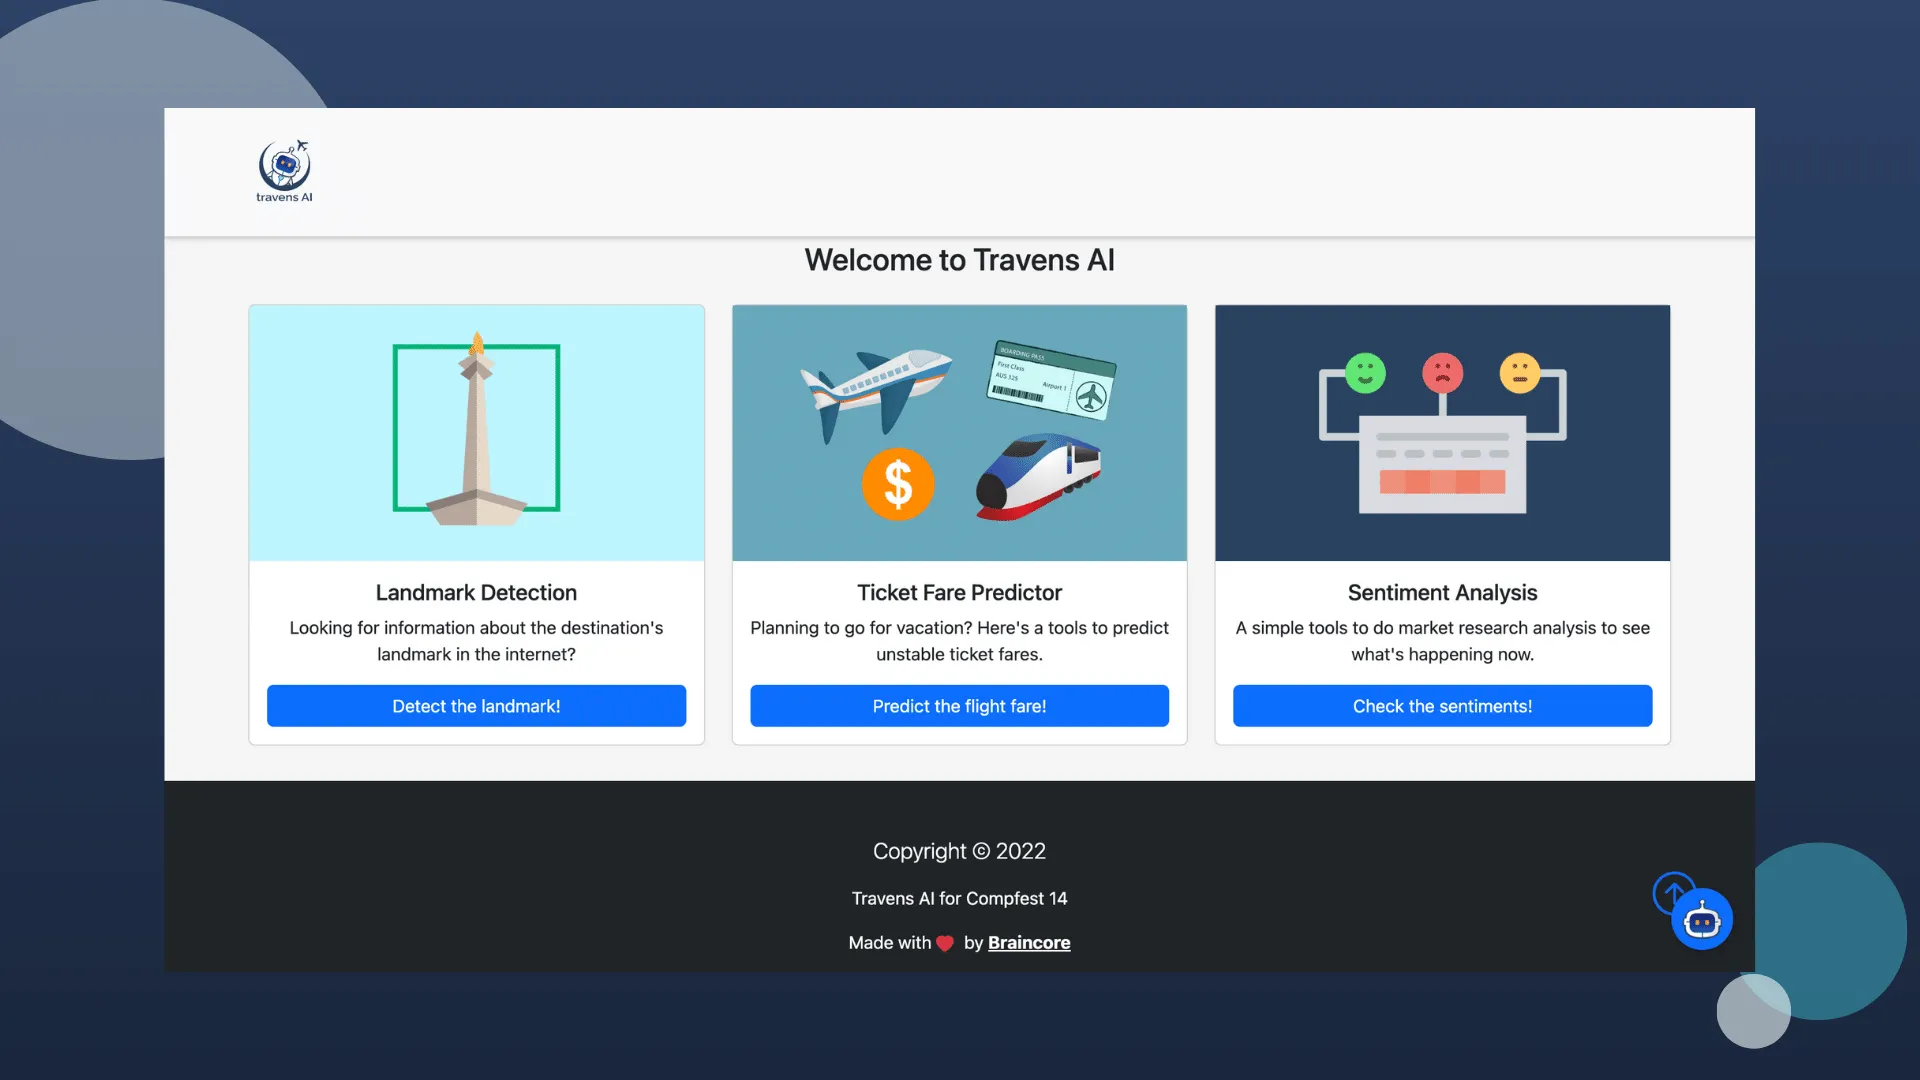 travens AI
Welcome to Travens AI
BOARDING PASS
First Class
AUS 325
Airport 1
$
Landmark Detection
Looking for information about the destination's
landmark in the internet?
Detect the landmark!
Ticket Fare Predictor
Planning to go for vacation? Here's a tools to predict
unstable ticket fares.
Predict the flight fare!
Sentiment Analysis
A simple tools to do market research analysis to see
what's happening now.
Check the sentiments!
Copyright © 2022
Travens AI for Compfest 14
Made with ❤ by Braincore